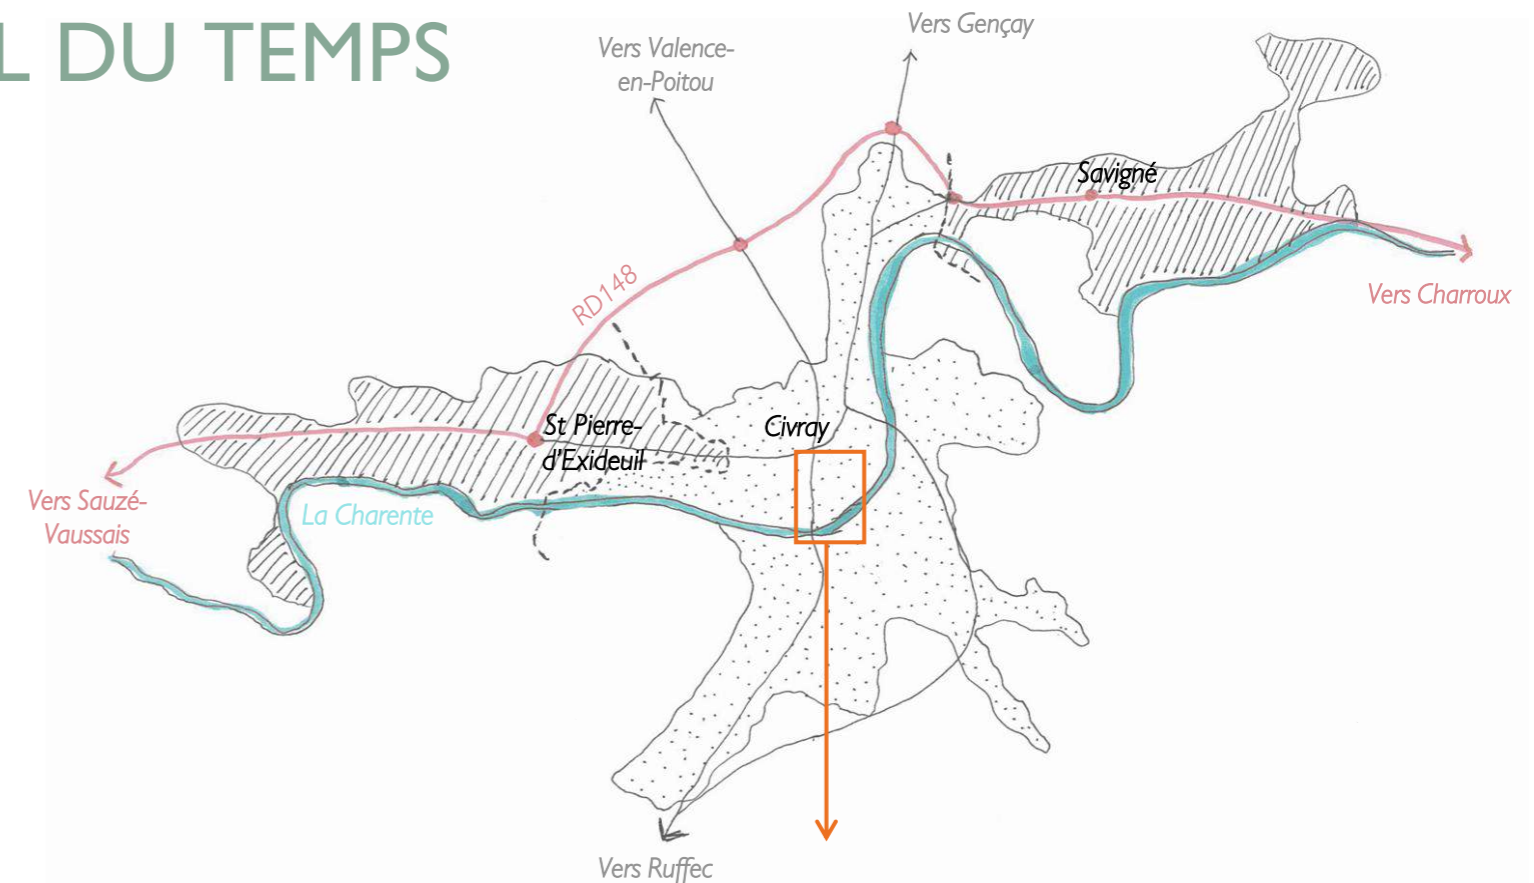 L DU TEMPS
Vers Gençay
Vers Valence-
en-Poitou
Savigné
RD148
Vers Charroux
St Pierre-
d'Exideuil
Civray
Vers Sauzé-
Vaussais
La Charente
Vers Ruffec